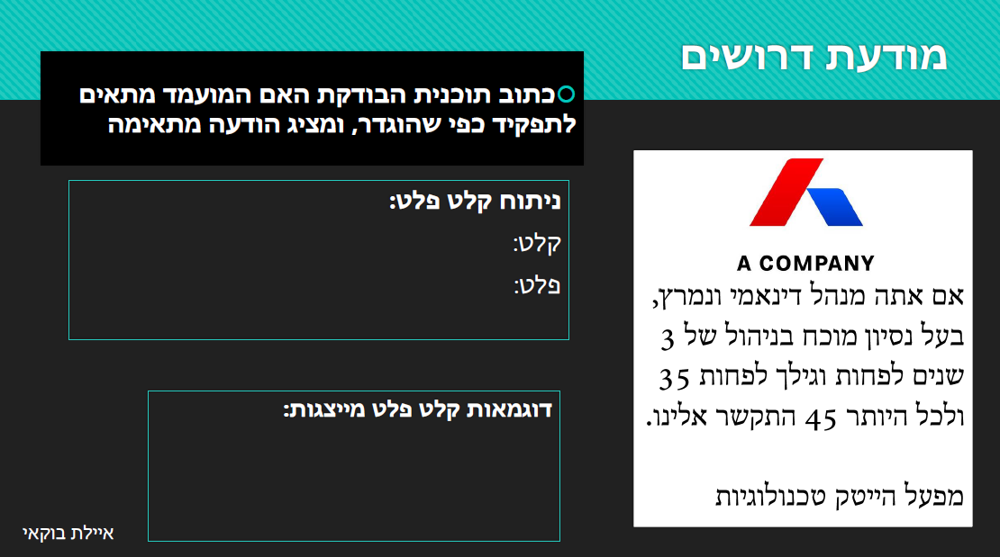 מודעת דרושים
כתוב תוכנית הבודקת האם המועמד מתאים
לתפקיד כפי שהוגדר, ומציג הודעה מתאימה
ניתוח קלט פלט:
קלט:
פלט:
דוגמאות קלט פלט מייצגות:
A COMPANY
אם אתה מנהל דינאמי ונמרץ,
בעל נסיון מוכח בניהול של 3
שנים לפחות וגילך לפחות 35
ולכל היותר 45 התקשר אלינו.
מפעל הייטק טכנולוגיות
איילת בוקאי